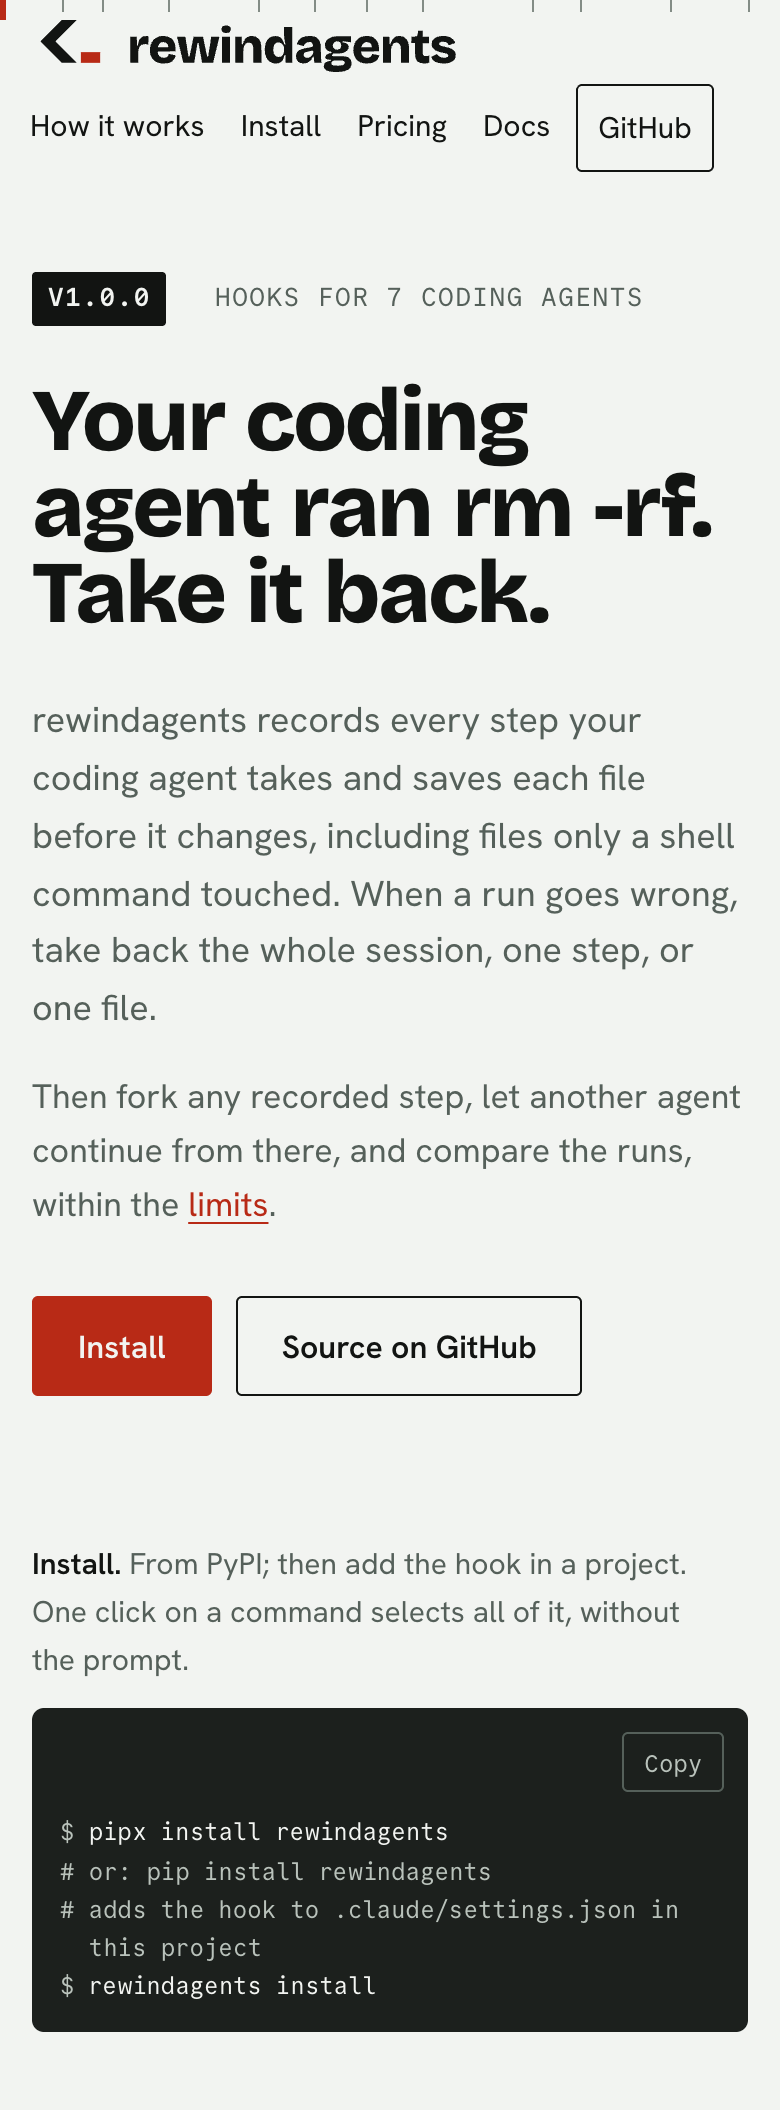 rewindagents
How it works Install Pricing Docs GitHub
V1.0.0 HOOKS FOR 7 CODING AGENTS
Your coding
agent ran rm -rf.
Take it back.
rewindagents records every step your
coding agent takes and saves each file
before it changes, including files only a shell
command touched. When a run goes wrong,
take back the whole session, one step, or
one file.
Then fork any recorded step, let another agent
continue from there, and compare the runs,
within the limits.
Install Source on GitHub
Install. From PyPI; then add the hook in a project.
One click on a command selects all of it, without
the prompt.
Copy
$ pipx install rewindagents
# or: pip install rewindagents
# adds the hook to .claude/settings.json in
this project
$ rewindagents install